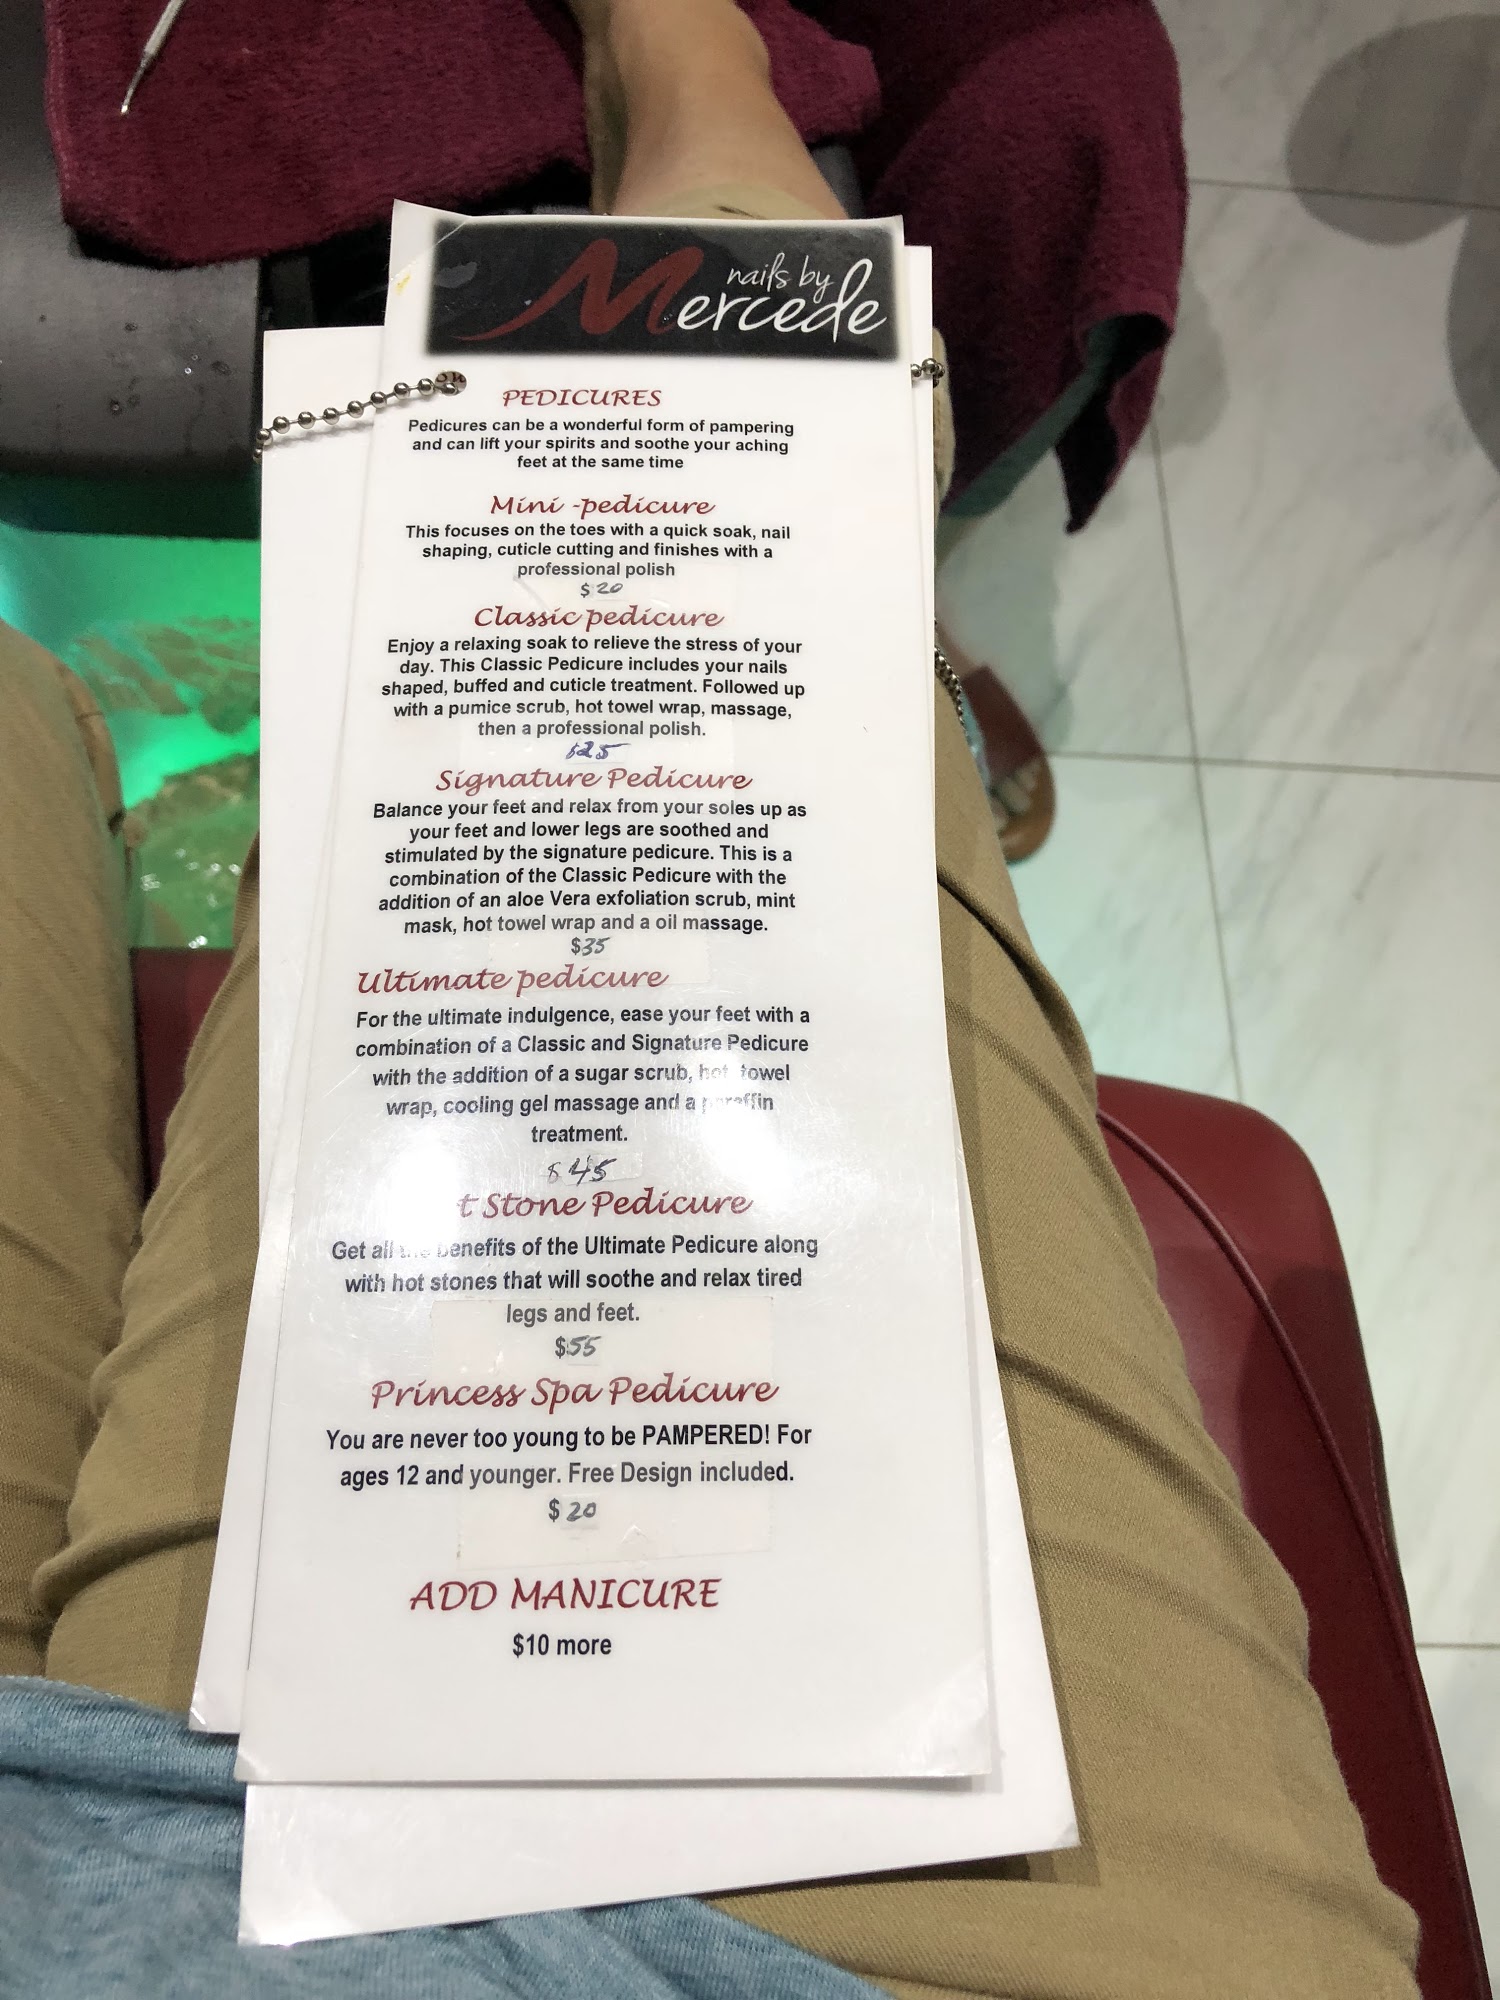 nails by
Mercede
PEDICURES
Pedicures can be a wonderful form of pampering
and can lift your spirits and soothe your aching
feet at the same time
Mini -pedicure
This focuses on the toes with a quick soak, nail
shaping, cuticle cutting and finishes with a
professional polish
$20
Classic pedicure
Enjoy a relaxing soak to relieve the stress of your
day. This Classic Pedicure includes your nails
shaped, buffed and cuticle treatment. Followed up
with a pumice scrub, hot towel wrap, massage,
then a professional polish.
$25
Signature Pedicure
Balance your feet and relax from your soles up as
your feet and lower legs are soothed and
stimulated by the signature pedicure. This is a
combination of the Classic Pedicure with the
addition of an aloe Vera exfoliation scrub, mint
mask, hot towel wrap and a oil massage.
$35
Ultimate pedicure
For the ultimate indulgence, ease your feet with a
combination of a Classic and Signature Pedicure
with the addition of a sugar scrub, hot towel
wrap, cooling gel massage and a paraffin
treatment.
$45
Stone Pedicure
Get all the benefits of the Ultimate Pedicure along
with hot stones that will soothe and relax tired
legs and feet.
$55
Princess Spa Pedicure
You are never too young to be PAMPERED! For
ages 12 and younger. Free Design included.
$20
ADD MANICURE
$10 more